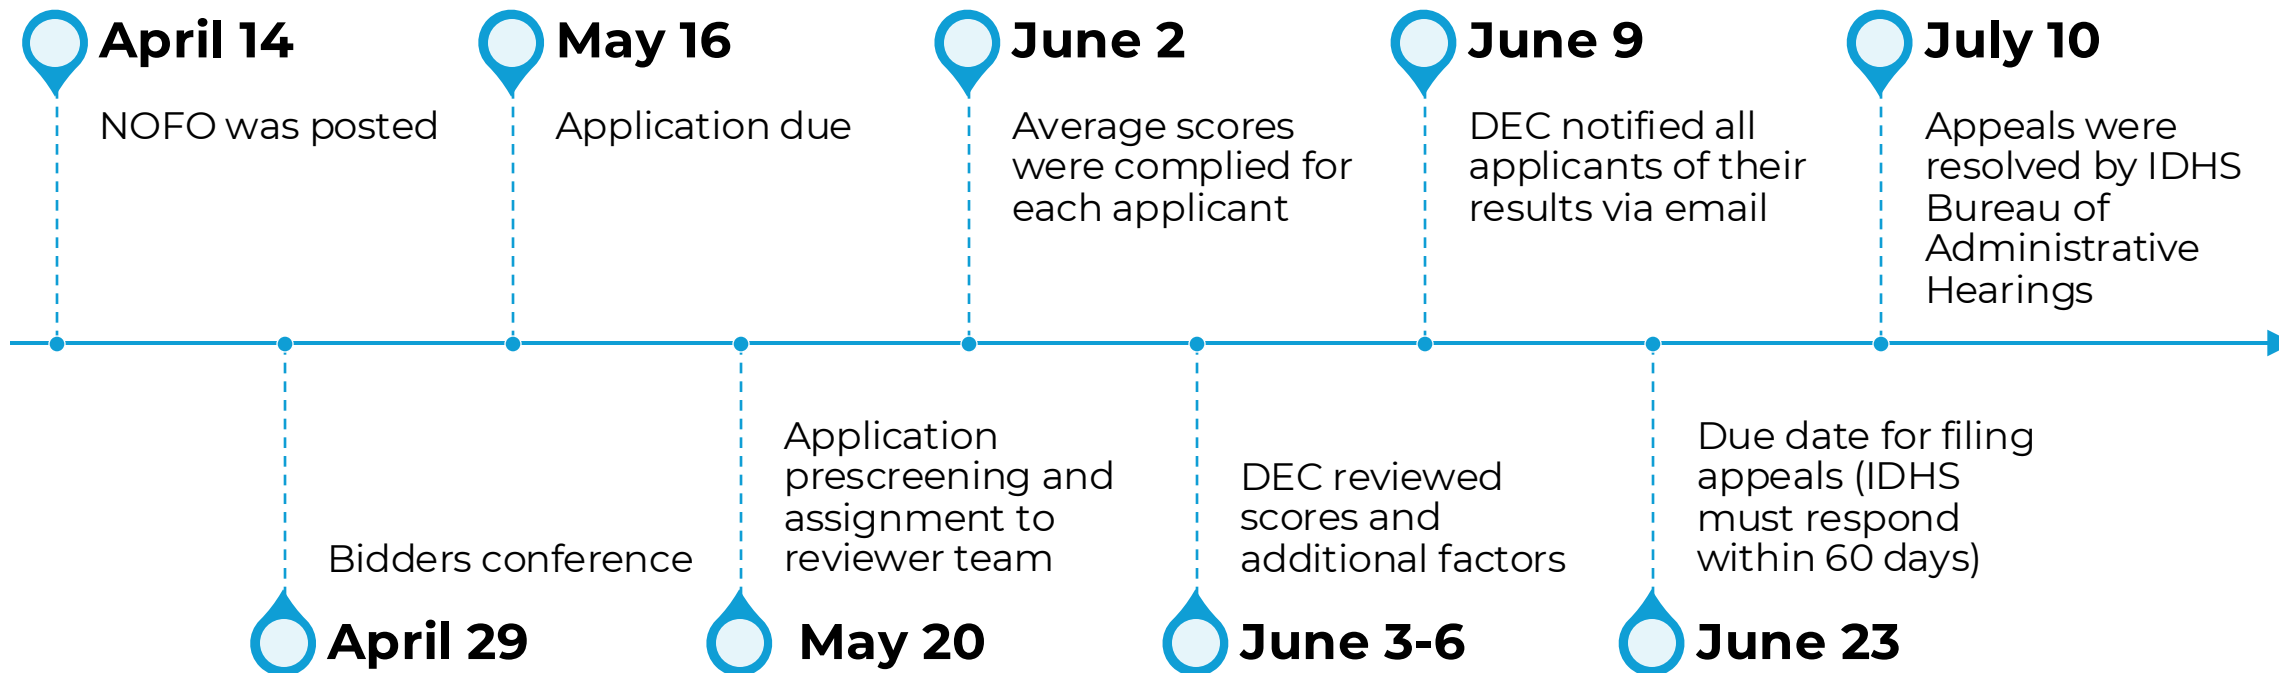 April 14
NOFO was posted
May 16
Application due
June 2
Average scores
were complied for
each applicant
June 9
DEC notified all
applicants of their
results via email
July 10
Appeals were
resolved by IDHS
Bureau of
Administrative
Hearings
Bidders conference
April 29
Application
prescreening and
assignment to
reviewer team
May 20
DEC reviewed
scores and
additional factors
June 3-6
Due date for filing
appeals (IDHS
must respond
within 60 days)
June 23